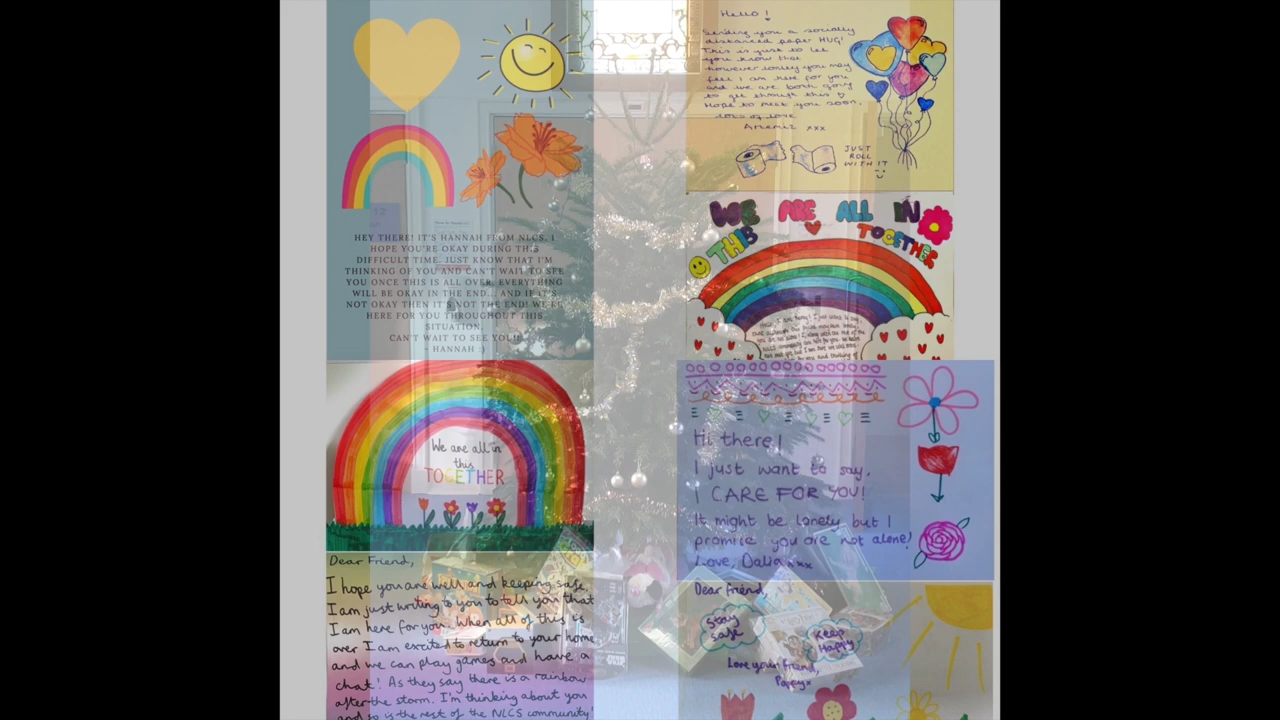 HEY THERE! IT'S HANNAH FROM NLCS, I
HOPE YOU'RE OKAY DURING THIS
DIFFICULT TIME. JUST KNOW THAT I'M
THINKING OF YOU AND CAN'T WAIT TO SEE
YOU ONCE THIS IS ALL OVER. EVERYTHING
WILL BE OKAY IN THE END... AND IF IT'S
NOT OKAY THEN IT'S NOT THE END! WE'RE
HERE FOR YOU THROUGHOUT THIS
SITUATION.
CAN'T WAIT TO SEE YOU!!
HANNAH :)
We are all in
this
TOGETHER
Dear Friend,
I hope you are well and keeping safe.
I am just writing to you to tell you that
I am here for you. When all of this is
over I am excited to return to your home
and we can play games and have a
chat! As they say there is a rainbow
after the storm. I'm thinking about you
and so is the rest of the NLCS community!
Hello!
Sending you a socially
distanced paper HUG!
This is just to let
you know that
however lonely you may
feel I am here for you
and we are both going
to get through this
Hope to meet you soon,
lots of love
xxx
JUST
ROLL
WITH IT
WE ARE ALL IN
THIS TOGETHER
Hi there!
I just want to say,
I CARE FOR YOU!
It might be lonely but I
promise you are not alone!
Love, Dalia xxx
Dear friend,
Stay
safe
Keep
Happy
Love your friend,
Poppy x